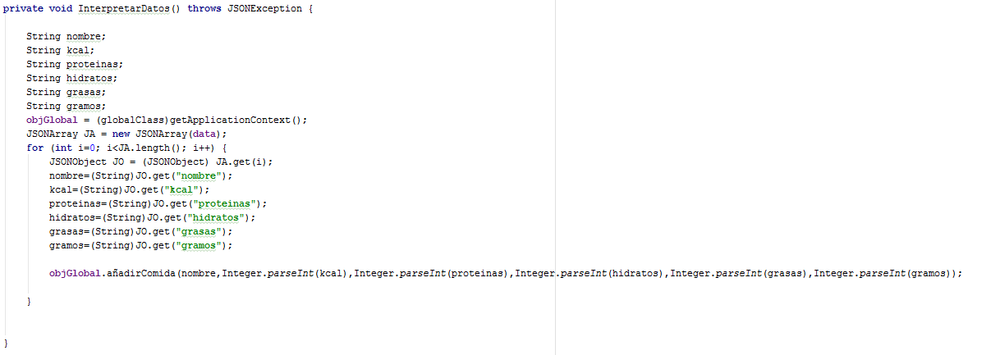 private void InterpretarDatos() throws JSONException {
String nombre;
String kcal;
String proteinas;
String hidratos;
String grasas;
String gramos;
objGlobal = (globalClass)getApplicationContext();
JSONArray JA = new JSONArray(data);
for (int i=0; i<JA.length(); i++) {
JSONObject JO = (JSONObject) JA.get(i);
nombre=(String)JO.get("nombre");
kcal=(String)JO.get("kcal");
proteinas=(String)JO.get("proteinas");
hidratos=(String)JO.get("hidratos");
grasas=(String)JO.get("grasas");
gramos=(String)JO.get("gramos");
objGlobal.añadirComida(nombre,Integer.parseInt(kcal),Integer.parseInt(proteinas),Integer.parseInt(hidratos),Integer.parseInt(grasas),Integer.parseInt(gramos));
}
}